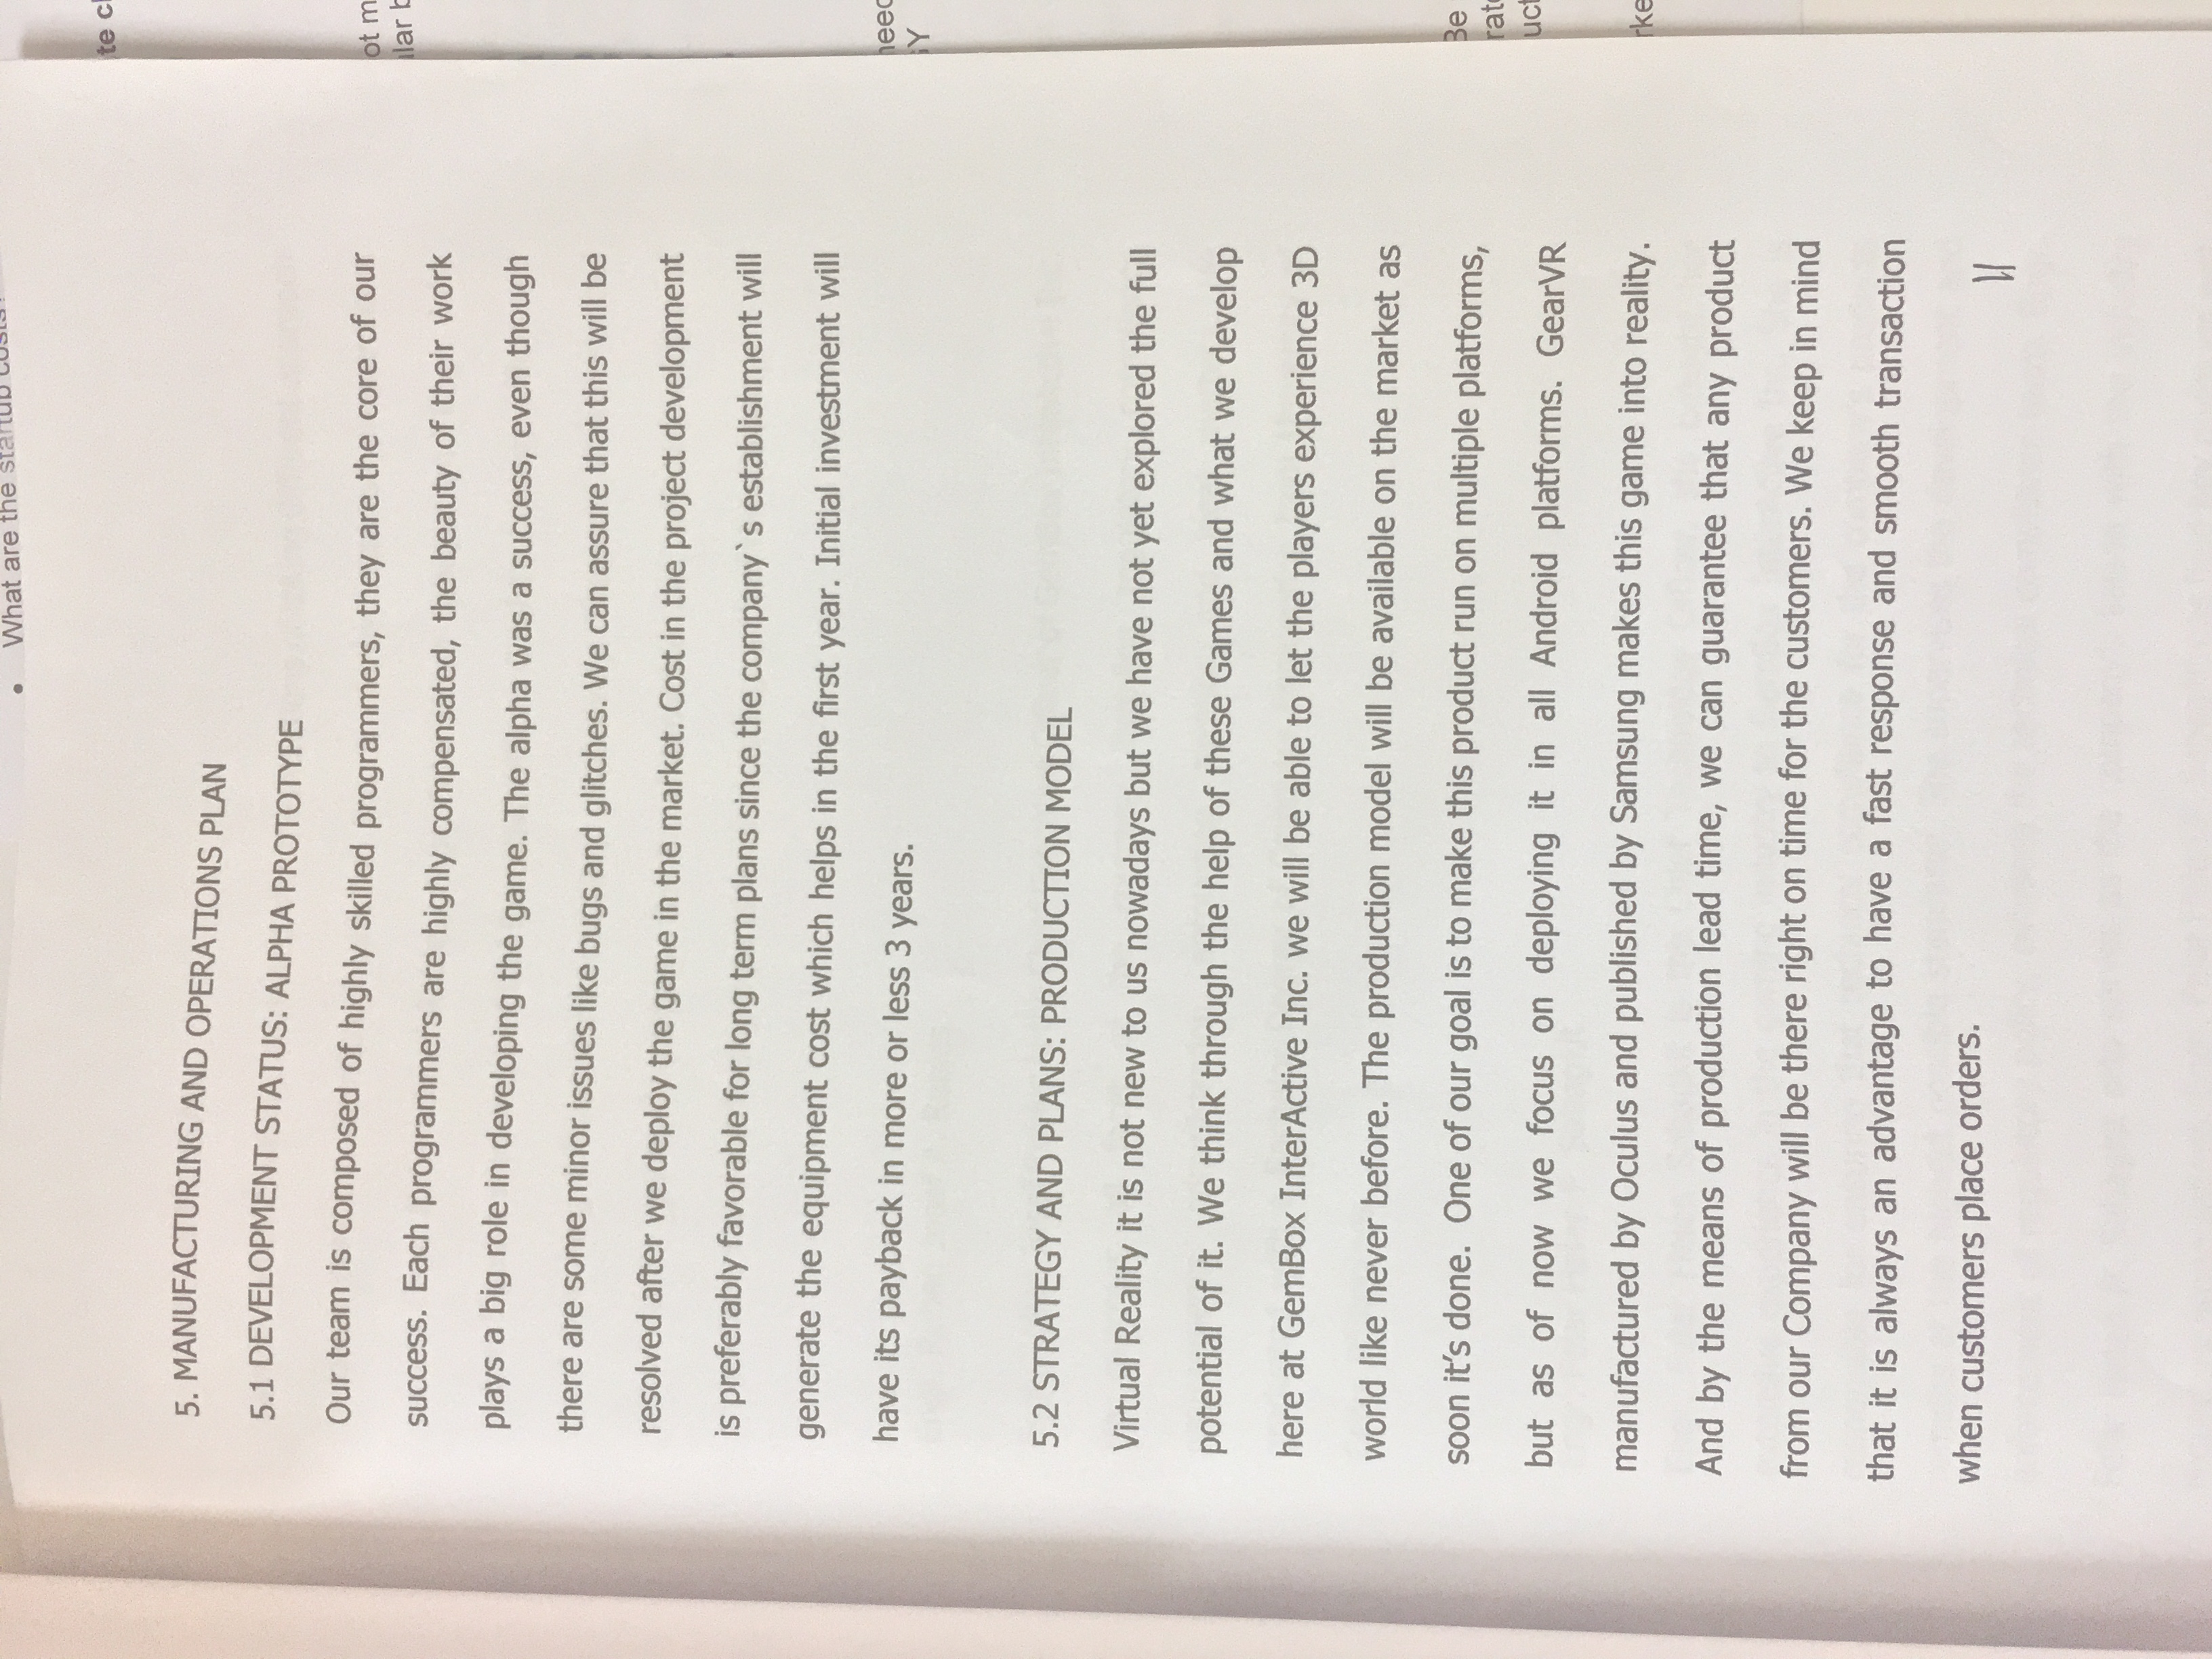 • What are the startup costs?
5. MANUFACTURING AND OPERATIONS PLAN
5.1 DEVELOPMENT STATUS: ALPHA PROTOTYPE
Our team is composed of highly skilled programmers, they are the core of our
success. Each programmers are highly compensated, the beauty of their work
plays a big role in developing the game. The alpha was a success, even though
there are some minor issues like bugs and glitches. We can assure that this will be
resolved after we deploy the game in the market. Cost in the project development
is preferably favorable for long term plans since the company`s establishment will
generate the equipment cost which helps in the first year. Initial investment will
have its payback in more or less 3 years.
5.2 STRATEGY AND PLANS: PRODUCTION MODEL
Virtual Reality it is not new to us nowadays but we have not yet explored the full
potential of it. We think through the help of these Games and what we develop
here at GemBox InterActive Inc. we will be able to let the players experience 3D
world like never before. The production model will be available on the market as
soon it’s done.  One of our goal is to make this product run on multiple platforms,
but as of now we focus on deploying it in all Android platforms. GearVR
manufactured by Oculus and published by Samsung makes this game into reality.
And by the means of production lead time, we can guarantee that any product
from our Company will be there right on time for the customers. We keep in mind
that it is always an advantage to have a fast response and smooth transaction
when customers place orders.
11